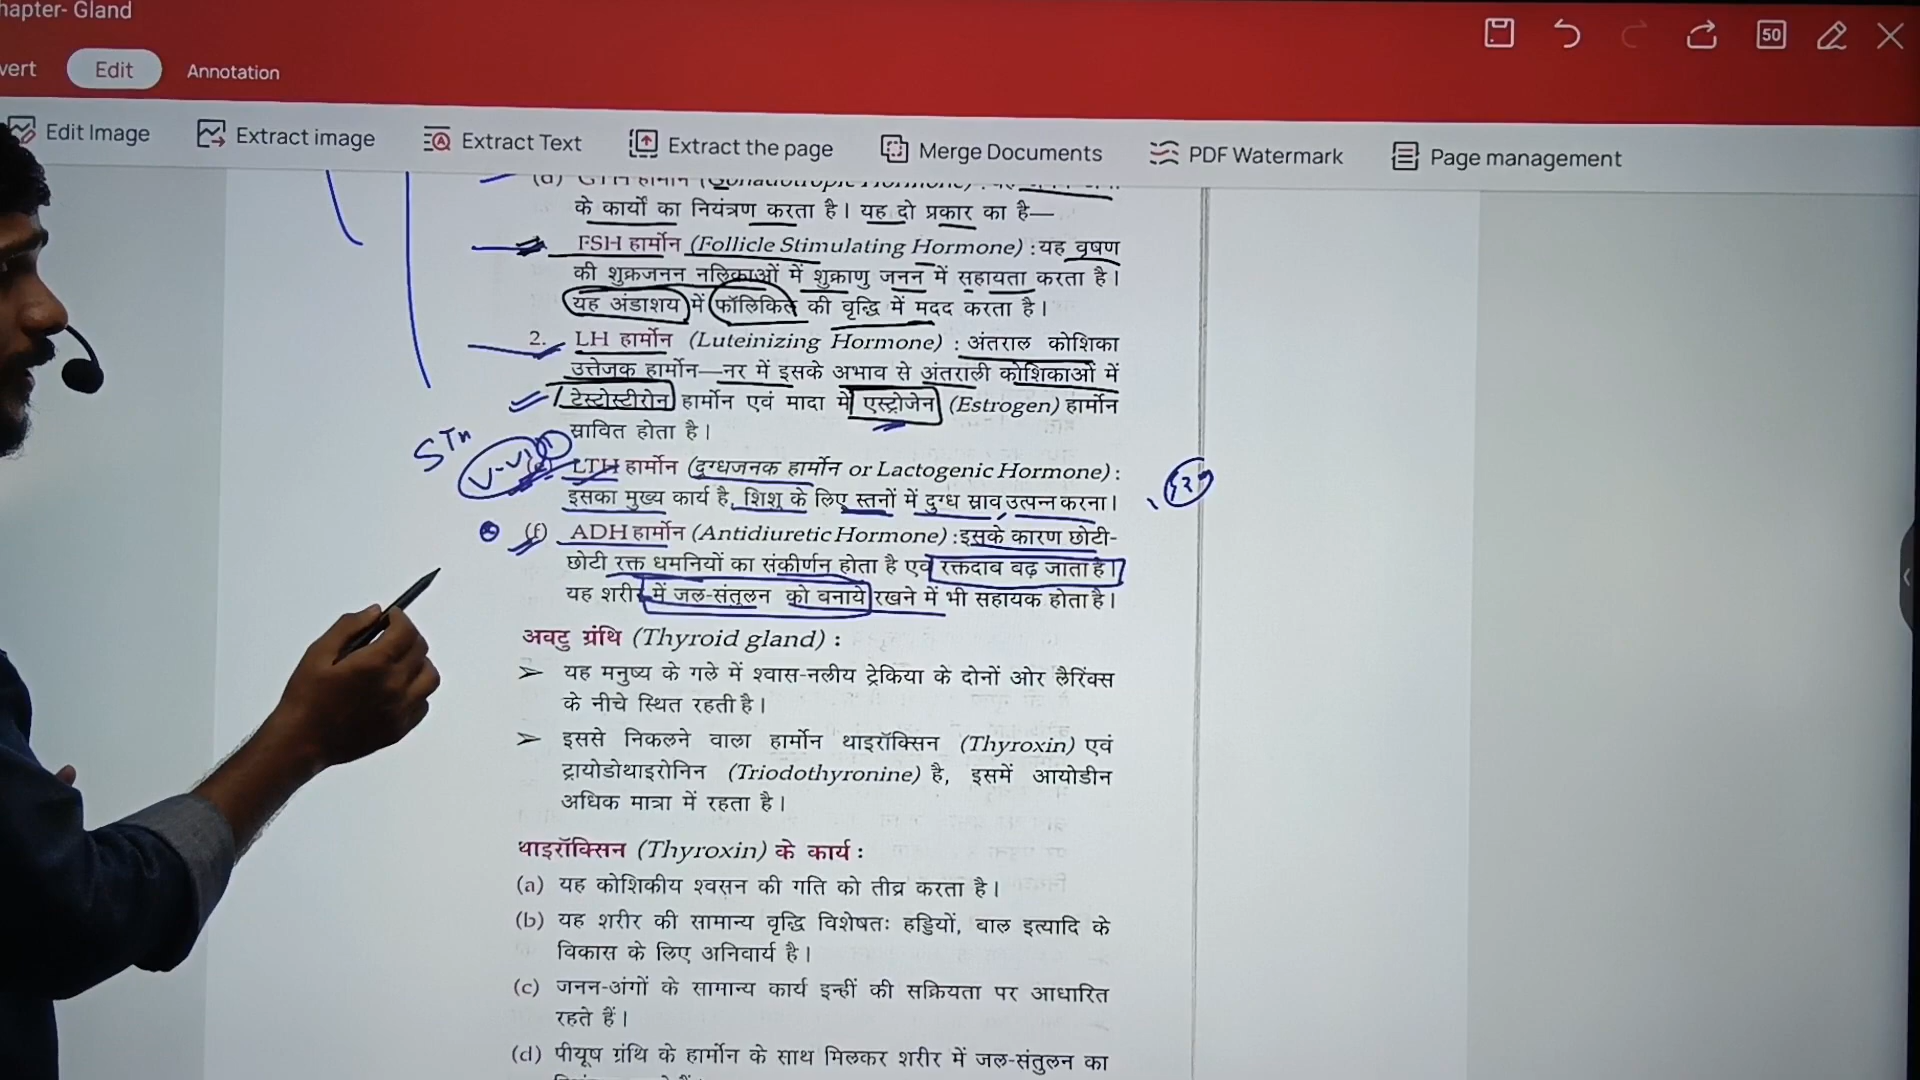 hapter- Gland
50
vert Edit Annotation
Edit Image Extract image Extract Text Extract the page Merge Documents PDF Watermark Page management
के कार्यों का नियंत्रण करता है। यह दो प्रकार का है—
FSH हार्मोन (Follicle Stimulating Hormone) : यह वृषण
की शुक्रजनन नलिकाओं में शुक्राणु जनन में सहायता करता है।
यह अंडाशय में फॉलिकिल की वृद्धि में मदद करता है।
2. LH हार्मोन (Luteinizing Hormone) : अंतराल कोशिका
उत्तेजक हार्मोन—नर में इसके अभाव से अंतराली कोशिकाओं में
टेस्टोस्टीरोन हार्मोन एवं मादा में एस्ट्रोजेन (Estrogen) हार्मोन
स्रावित होता है।
LTH हार्मोन (दुग्धजनक हार्मोन or Lactogenic Hormone) :
इसका मुख्य कार्य है, शिशु के लिए स्तनों में दुग्ध स्राव उत्पन्न करना।
(f) ADH हार्मोन (Antidiuretic Hormone) : इसके कारण छोटी-
छोटी रक्त धमनियों का संकीर्णन होता है एवं रक्तदाब बढ़ जाता है।
यह शरीर में जल-संतुलन को बनाये रखने में भी सहायक होता है।
अवटु ग्रंथि (Thyroid gland) :
➢ यह मनुष्य के गले में श्वास-नलीय ट्रेकिया के दोनों ओर लैरिंक्स
के नीचे स्थित रहती है।
➢ इससे निकलने वाला हार्मोन थाइरॉक्सिन (Thyroxin) एवं
ट्रायोडोथाइरोनिन (Triodothyronine) है, इसमें आयोडीन
अधिक मात्रा में रहता है।
थाइरॉक्सिन (Thyroxin) के कार्य :
(a) यह कोशिकीय श्वसन की गति को तीव्र करता है।
(b) यह शरीर की सामान्य वृद्धि विशेषतः हड्डियों, बाल इत्यादि के
विकास के लिए अनिवार्य है।
(c) जनन-अंगों के सामान्य कार्य इन्हीं की सक्रियता पर आधारित
रहते हैं।
(d) पीयूष ग्रंथि के हार्मोन के साथ मिलकर शरीर में जल-संतुलन का